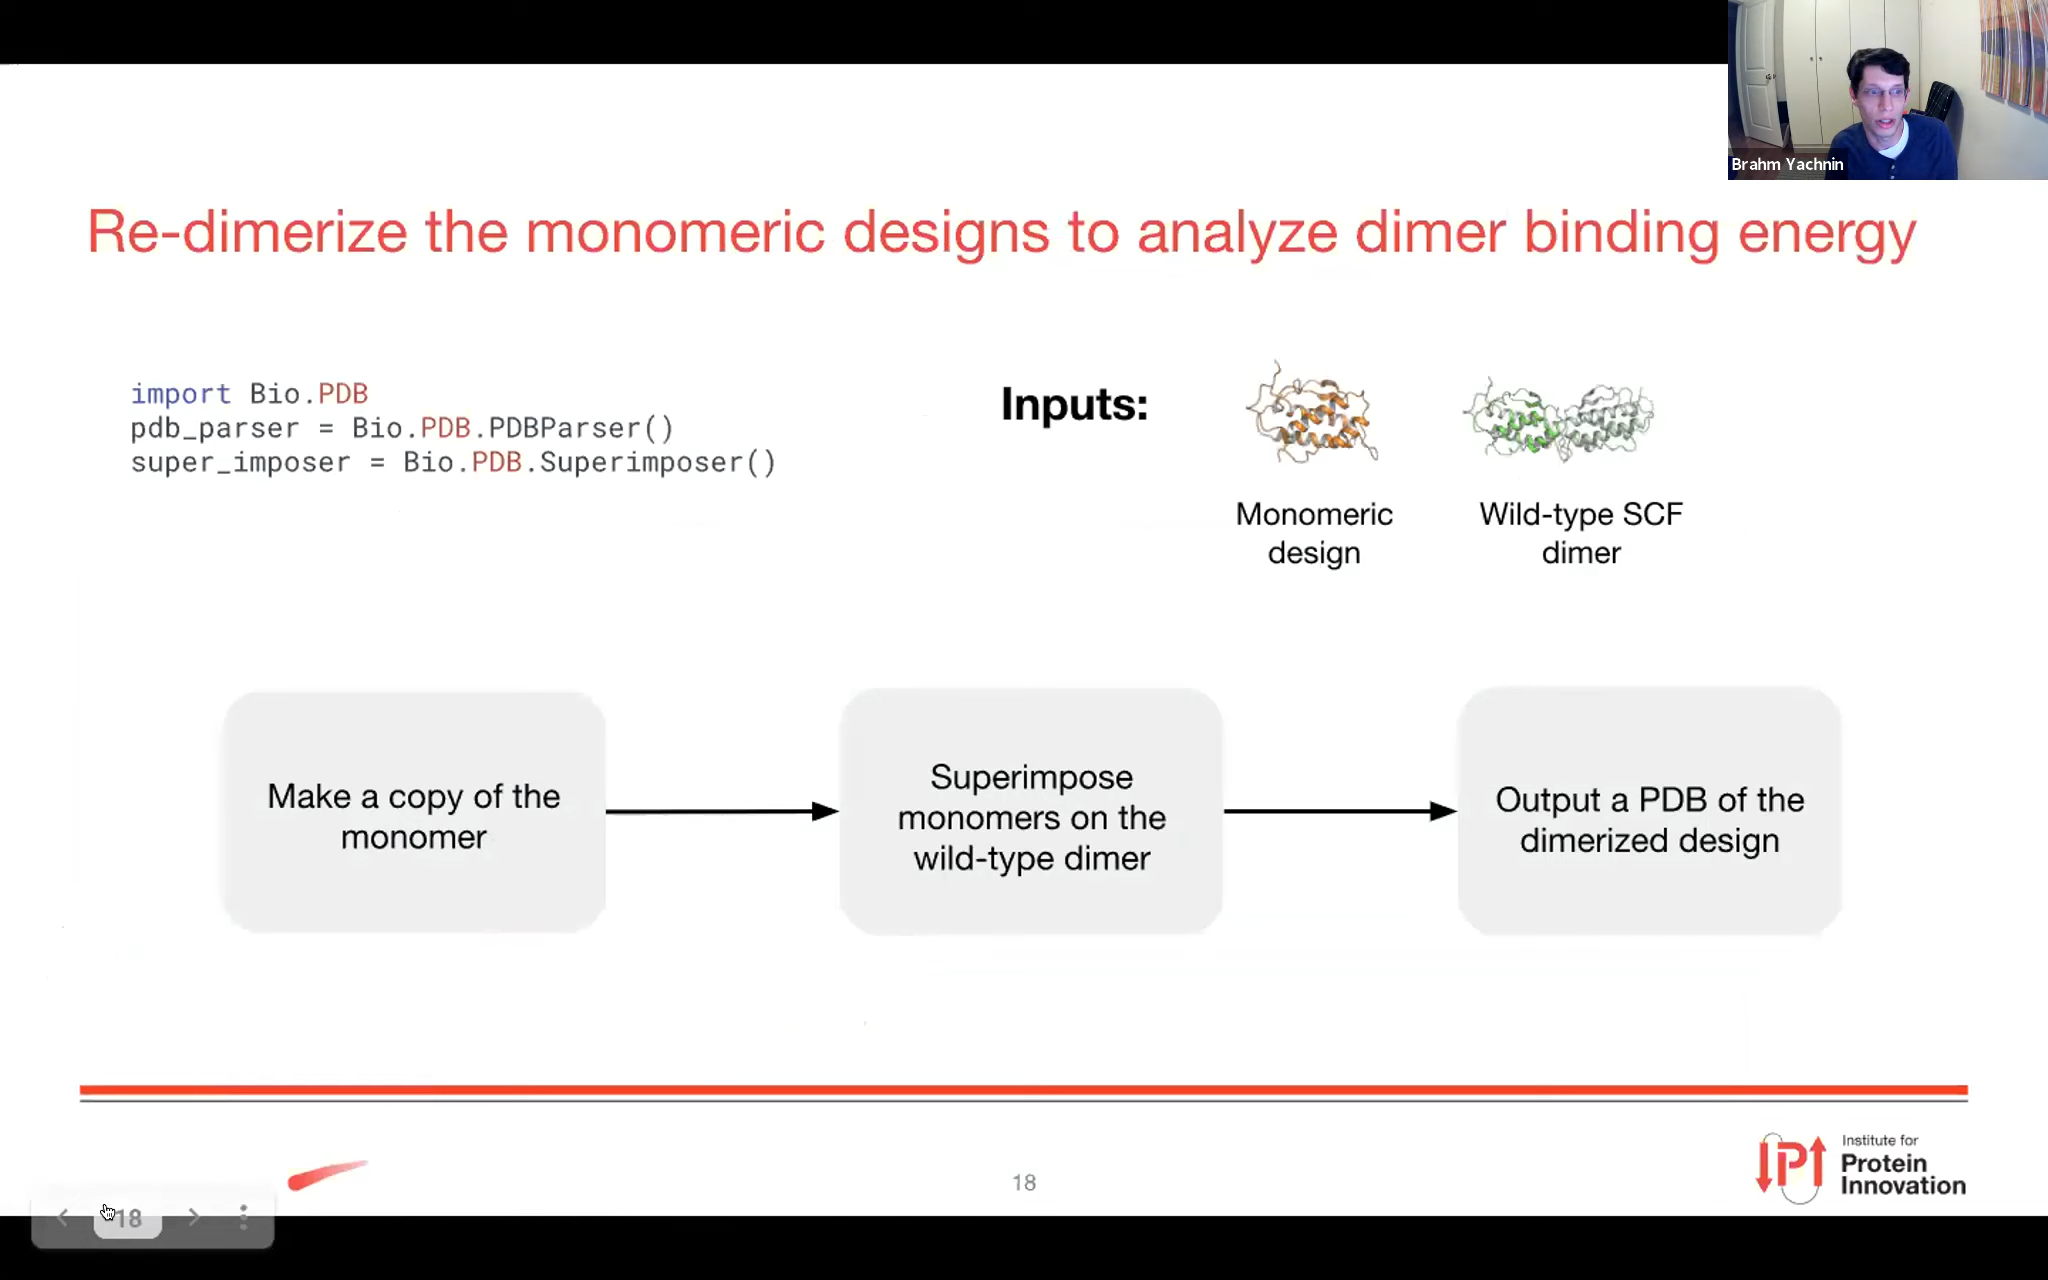 Brahm Yachnin
Re-dimerize the monomeric designs to analyze dimer binding energy
import Bio.PDB
pdb_parser = Bio.PDB.PDBParser()
super_imposer = Bio.PDB.Superimposer()
Inputs:
Monomeric
design
Wild-type SCF
dimer
Make a copy of the
monomer
Superimpose
monomers on the
wild-type dimer
Output a PDB of the
dimerized design
18
18
IPI
Institute for
Protein
Innovation